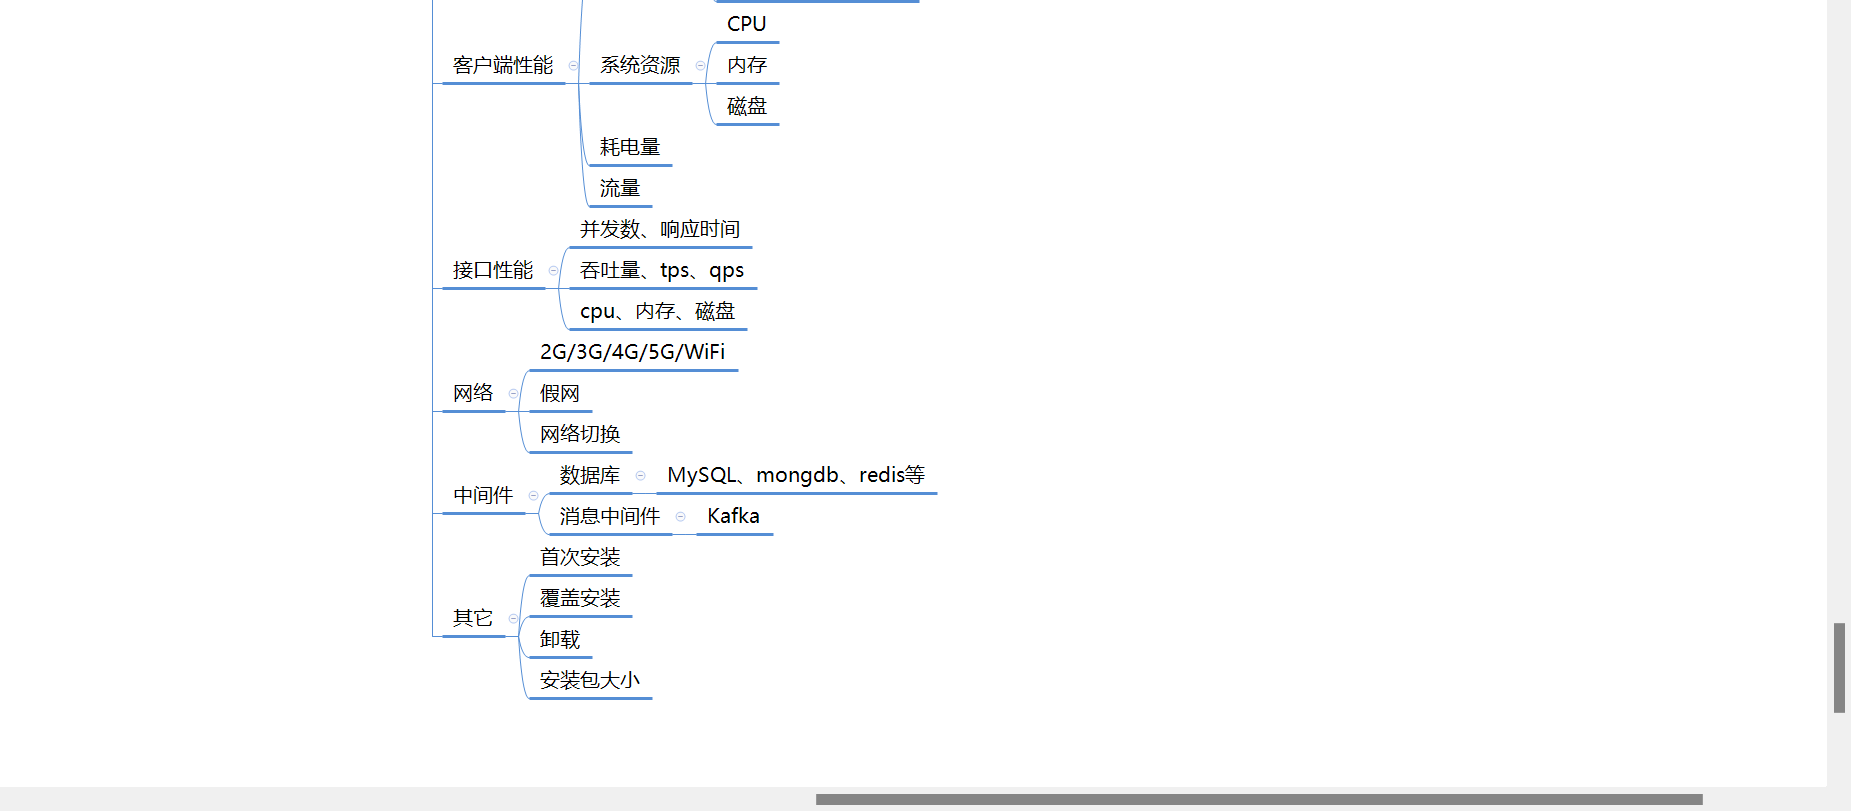 CPU
客户端性能
系统资源
内存
磁盘
耗电量
流量
并发数、响应时间
接口性能
吞吐量、tps、qps
cpu、内存、磁盘
2G/3G/4G/5G/WiFi
网络
假网
网络切换
数据库
MySQL、mongdb、redis等
中间件
消息中间件
Kafka
首次安装
覆盖安装
其它
卸载
安装包大小